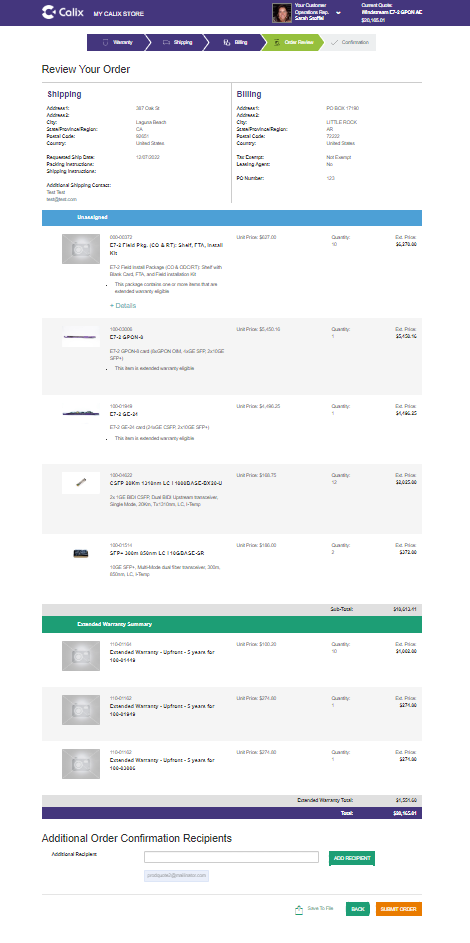 Calix
MY CALIX STORE
Your Customer
Operations Rep.
Sarah Stoffel
Current Quote:
Windstream E7-2 GPON AC
$20,165.01
Warranty
Shipping
Billing
Order Review
Confirmation
Review Your Order
Shipping
Address1: 387 Oak St
Address2:
City: Laguna Beach
State/Province/Region: CA
Postal Code: 92651
Country: United States
Requested Ship Date: 12/07/2022
Packing Instructions:
Shipping Instructions:
Additional Shipping Contact:
Test Test
test@test.com
Billing
Address1: PO BOX 17190
Address2:
City: LITTLE ROCK
State/Province/Region: AR
Postal Code: 72222
Country: United States
Tax Exempt: Not Exempt
Leasing Agent: No
PO Number: 123
Unassigned
000-00372
E7-2 Field Pkg. (CO & RT): Shelf, FTA, Install
Kit
E7-2 Field Install Package (CO & ODC/RT): Shelf with
Blank Card, FTA, and Field Installation Kit
This package contains one or more items that are
extended warranty eligible
+ Details
Unit Price: $627.00
Quantity:
10
Ext. Price:
$6,270.00
100-03006
E7-2 GPON-8
E7-2 GPON-8 card (8xGPON OIM, 4xGE SFP, 2x10GE
SFP+)
This item is extended warranty eligible
Unit Price: $5,450.16
Quantity:
1
Ext. Price:
$5,450.16
100-01949
E7-2 GE-24
E7-2 GE-24 card (24xGE CSFP, 2x10GE SFP+)
This item is extended warranty eligible
Unit Price: $4,496.25
Quantity:
1
Ext. Price:
$4,496.25
100-04622
CSFP 20Km 1310nm LC I 1000BASE-BX20-U
2x 1GE BIDI CSFP, Dual BIDI Upstream transceiver,
Single Mode, 20Km, Tx1310nm, LC, I-Temp
Unit Price: $168.75
Quantity:
12
Ext. Price:
$2,025.00
100-01514
SFP+ 300m 850nm LC I 10GBASE-SR
10GE SFP+, Multi-Mode dual fiber transceiver, 300m,
850nm, LC, I-Temp
Unit Price: $186.00
Quantity:
2
Ext. Price:
$372.00
Sub-Total: $18,613.41
Extended Warranty Summary
110-01164
Extended Warranty - Upfront - 5 years for
100-01449
Unit Price: $100.20
Quantity:
10
Ext. Price:
$1,002.00
110-01162
Extended Warranty - Upfront - 5 years for
100-01949
Unit Price: $274.80
Quantity:
1
Ext. Price:
$274.80
110-01162
Extended Warranty - Upfront - 5 years for
100-03006
Unit Price: $274.80
Quantity:
1
Ext. Price:
$274.80
Extended Warranty Total: $1,551.60
Total: $20,165.01
Additional Order Confirmation Recipients
Additional Recipient
ADD RECIPIENT
Save To File
BACK
SUBMIT ORDER